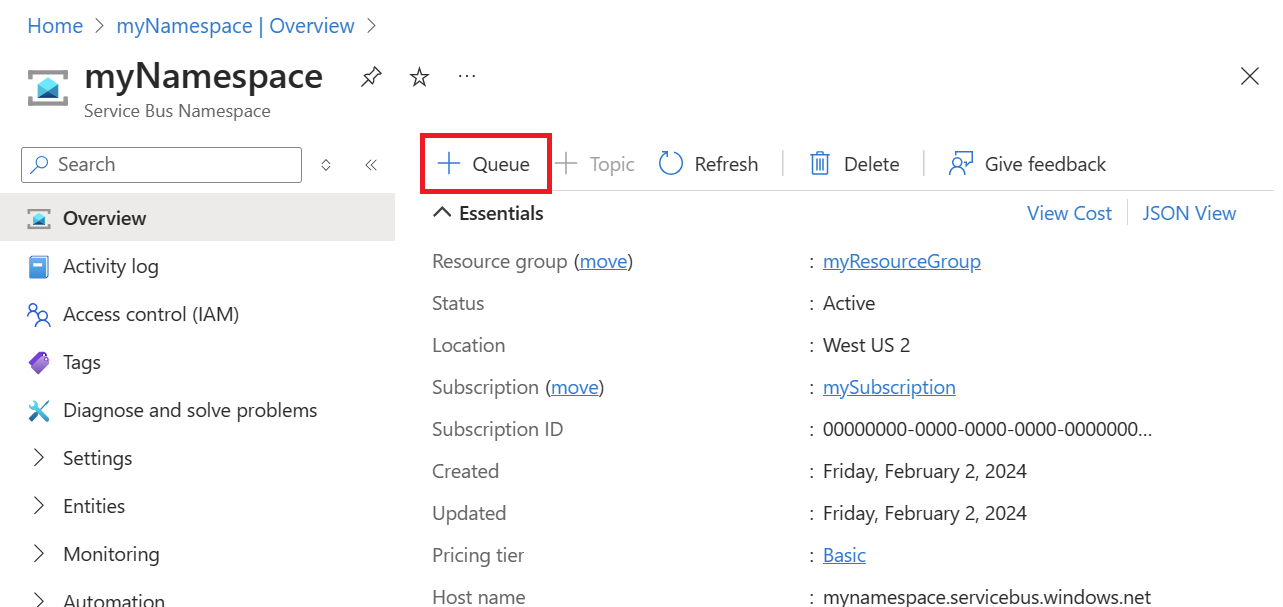 Home > myNamespace | Overview >
myNamespace ...
Service Bus Namespace
Search
Overview
Activity log
Access control (IAM)
Tags
Diagnose and solve problems
Settings
Entities
Monitoring
Automation
+ Queue + Topic Refresh Delete Give feedback
Essentials View Cost JSON View
Resource group (move) : myResourceGroup
Status : Active
Location : West US 2
Subscription (move) : mySubscription
Subscription ID : 00000000-0000-0000-0000-0000000...
Created : Friday, February 2, 2024
Updated : Friday, February 2, 2024
Pricing tier : Basic
Host name : mynamespace.servicebus.windows.net